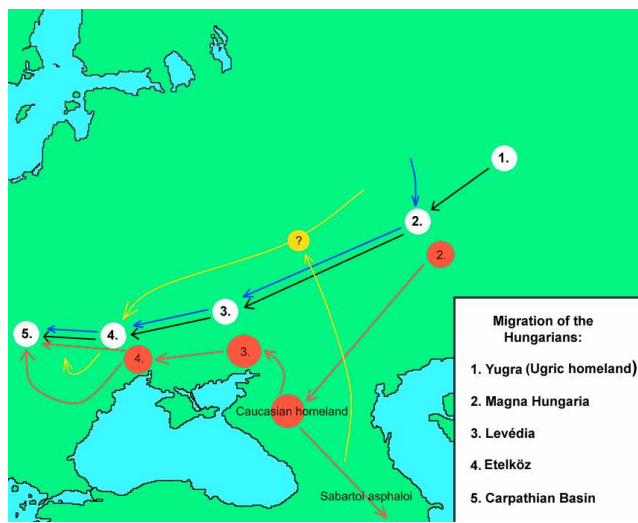 1.
2.
?
2.
3.
5.
4.
4.
3.
Caucasian homeland
Sabartoi asphaloi
Migration of the
Hungarians:
1. Yugra (Ugric homeland)
2. Magna Hungaria
3. Levédia
4. Etelköz
5. Carpathian Basin